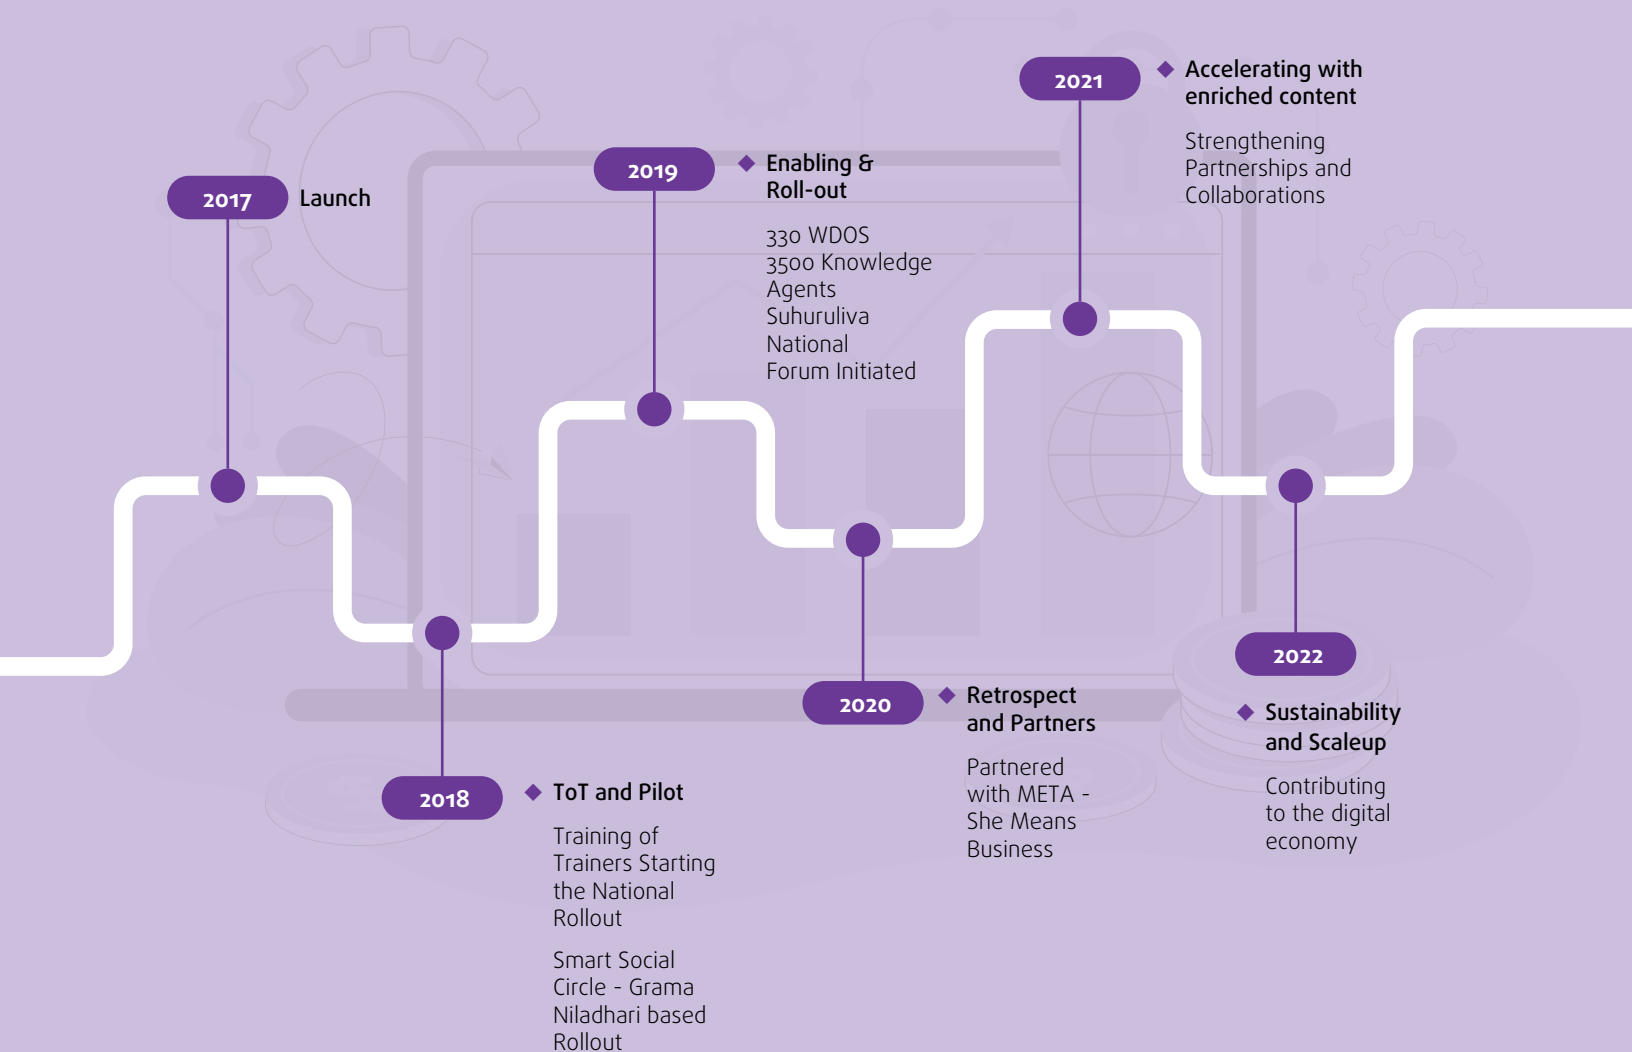 2017
Launch
2018
ToT and Pilot
Training of
Trainers Starting
the National
Rollout
Smart Social
Circle - Grama
Niladhari based
Rollout
2019
Enabling &
Roll-out
330 WDOS
3500 Knowledge
Agents
Suhuruliva
National
Forum Initiated
2020
Retrospect
and Partners
Partnered
with META -
She Means
Business
2021
Accelerating with
enriched content
Strengthening
Partnerships and
Collaborations
2022
Sustainability
and Scaleup
Contributing
to the digital
economy